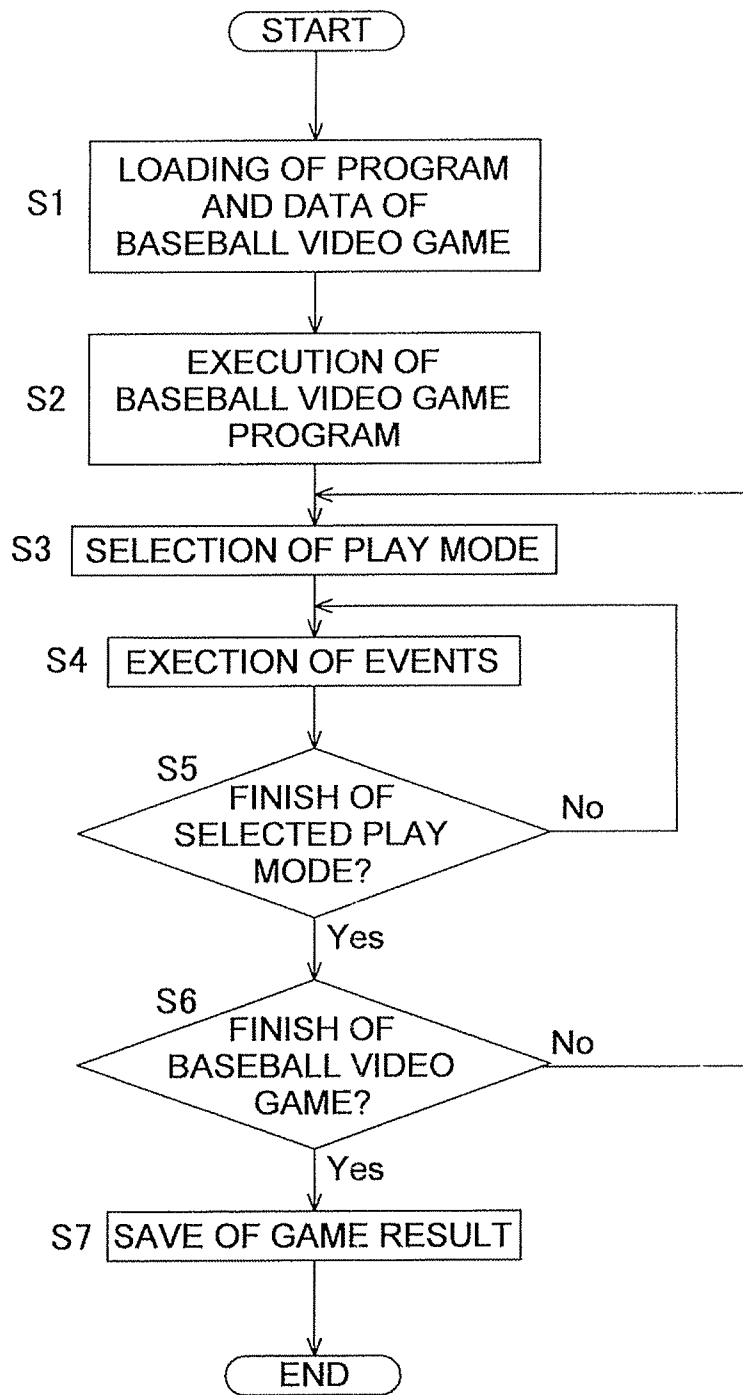 START
S1
LOADING OF PROGRAM
AND DATA OF
BASEBALL VIDEO GAME
S2
EXECUTION OF
BASEBALL VIDEO GAME
PROGRAM
S3
SELECTION OF PLAY MODE
S4
EXECTION OF EVENTS
S5
FINISH OF
SELECTED PLAY
MODE?
No
Yes
S6
FINISH OF
BASEBALL VIDEO
GAME?
No
Yes
S7
SAVE OF GAME RESULT
END